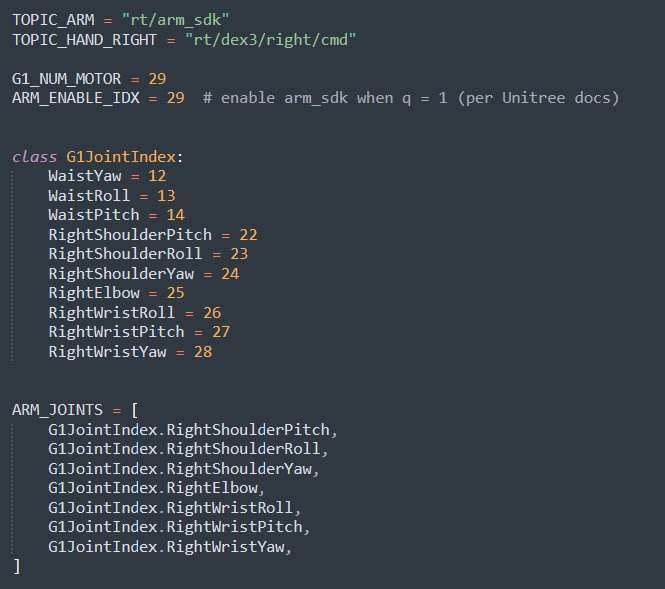 TOPIC_ARM = "rt/arm_sdk"
TOPIC_HAND_RIGHT = "rt/dex3/right/cmd"
G1_NUM_MOTOR = 29
ARM_ENABLE_IDX = 29  # enable arm_sdk when q = 1 (per Unitree docs)
class G1JointIndex:
    WaistYaw = 12
    WaistRoll = 13
    WaistPitch = 14
    RightShoulderPitch = 22
    RightShoulderRoll = 23
    RightShoulderYaw = 24
    RightElbow = 25
    RightWristRoll = 26
    RightWristPitch = 27
    RightWristYaw = 28
ARM_JOINTS = [
    G1JointIndex.RightShoulderPitch,
    G1JointIndex.RightShoulderRoll,
    G1JointIndex.RightShoulderYaw,
    G1JointIndex.RightElbow,
    G1JointIndex.RightWristRoll,
    G1JointIndex.RightWristPitch,
    G1JointIndex.RightWristYaw,
]